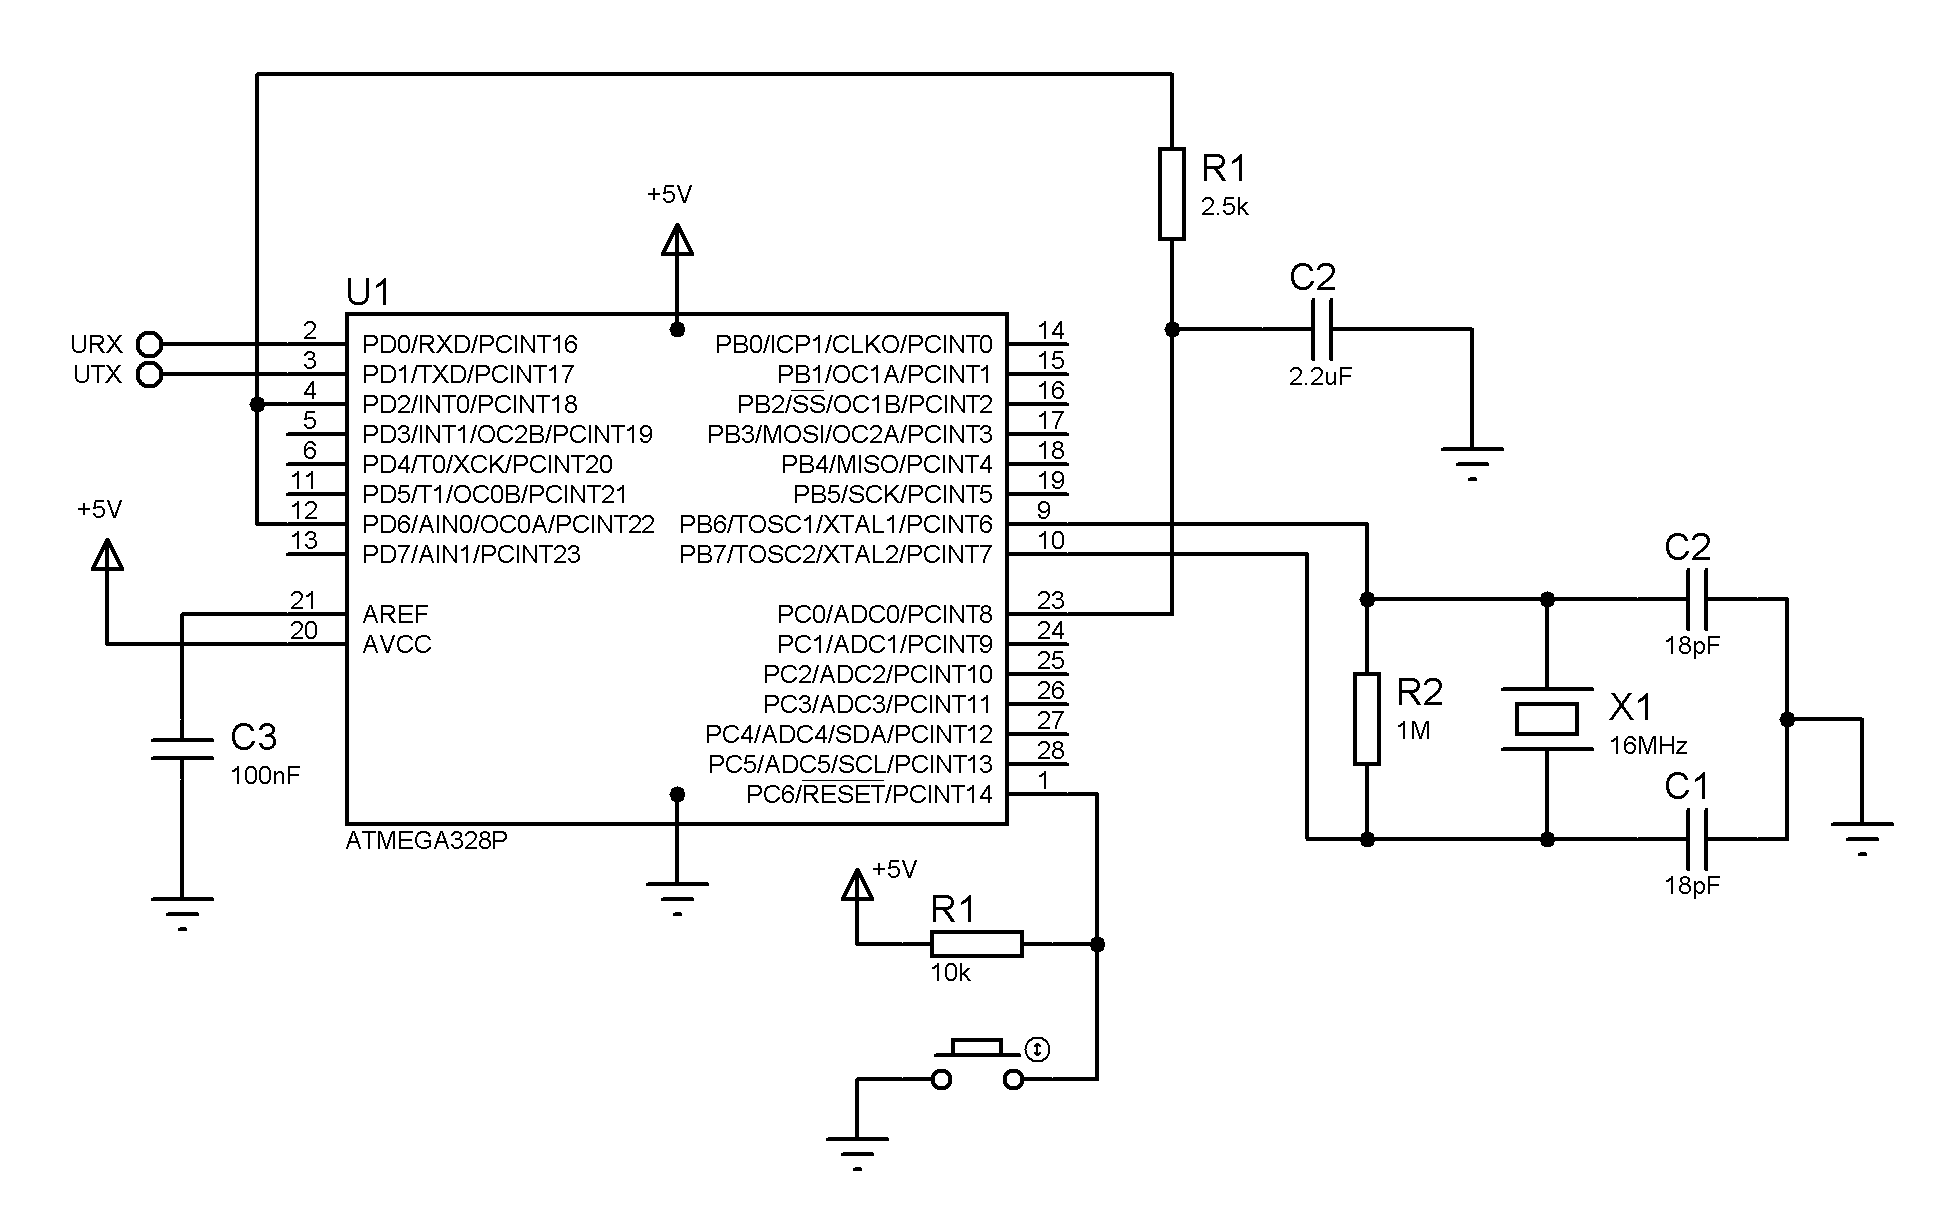 R1
2.5k
+5V
C2
2.2uF
U1
URX
UTX
2 PD0/RXD/PCINT16
3 PD1/TXD/PCINT17
4 PD2/INT0/PCINT18
5 PD3/INT1/OC2B/PCINT19
6 PD4/T0/XCK/PCINT20
11 PD5/T1/OC0B/PCINT21
12 PD6/AIN0/OC0A/PCINT22
13 PD7/AIN1/PCINT23
21 AREF
20 AVCC
PB0/ICP1/CLKO/PCINT0 14
PB1/OC1A/PCINT1 15
PB2/SS/OC1B/PCINT2 16
PB3/MOSI/OC2A/PCINT3 17
PB4/MISO/PCINT4 18
PB5/SCK/PCINT5 19
PB6/TOSC1/XTAL1/PCINT6 9
PB7/TOSC2/XTAL2/PCINT7 10
PC0/ADC0/PCINT8 23
PC1/ADC1/PCINT9 24
PC2/ADC2/PCINT10 25
PC3/ADC3/PCINT11 26
PC4/ADC4/SDA/PCINT12 27
PC5/ADC5/SCL/PCINT13 28
PC6/RESET/PCINT14 1
ATMEGA328P
+5V
C3
100nF
C2
18pF
R2
1M
X1
16MHz
C1
18pF
+5V
R1
10k